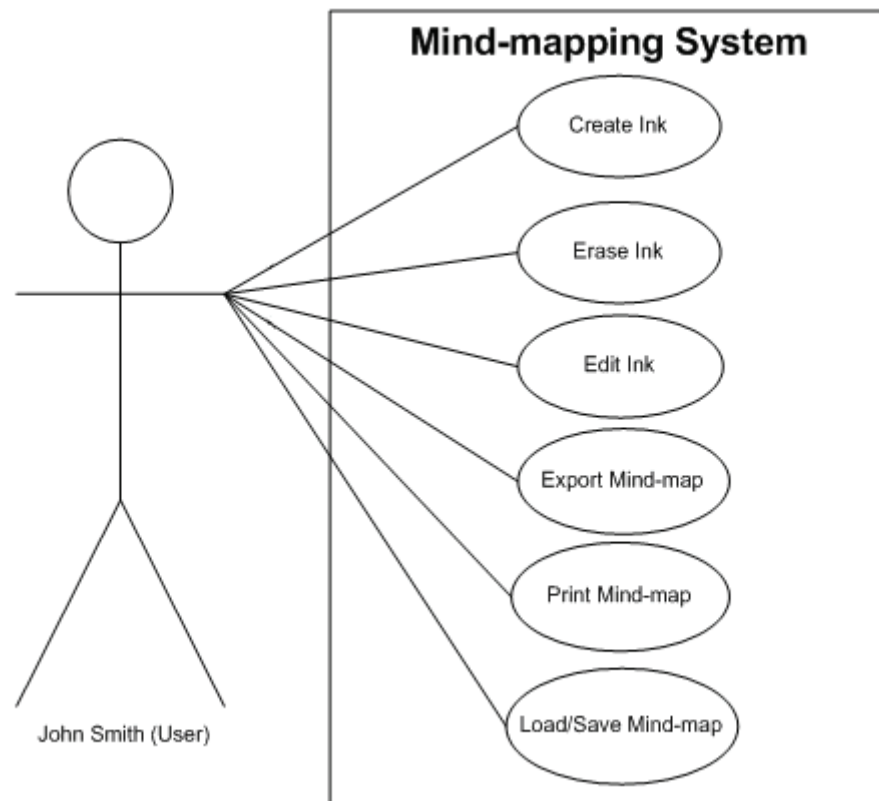 Mind-mapping System
Create Ink
Erase Ink
Edit Ink
Export Mind-map
Print Mind-map
Load/Save Mind-map
John Smith (User)